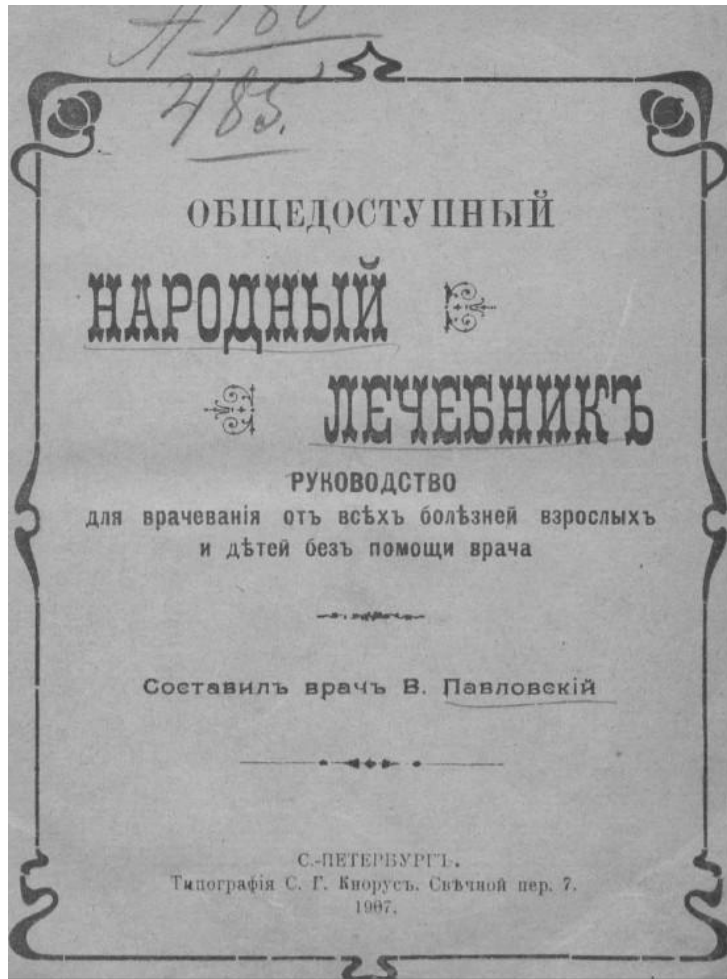 А 180
485.
ОБЩЕДОСТУПНЫЙ
НАРОДНЫЙ
ЛЕЧЕБНИКЪ
РУКОВОДСТВО
для врачеванія отъ всѣхъ болѣзней взрослыхъ
и дѣтей безъ помощи врача
Составилъ врачъ В. Павловскій
С.-ПЕТЕРБУРГЪ.
Типографія С. Г. Кнорусъ. Свѣчной пер. 7.
1907.